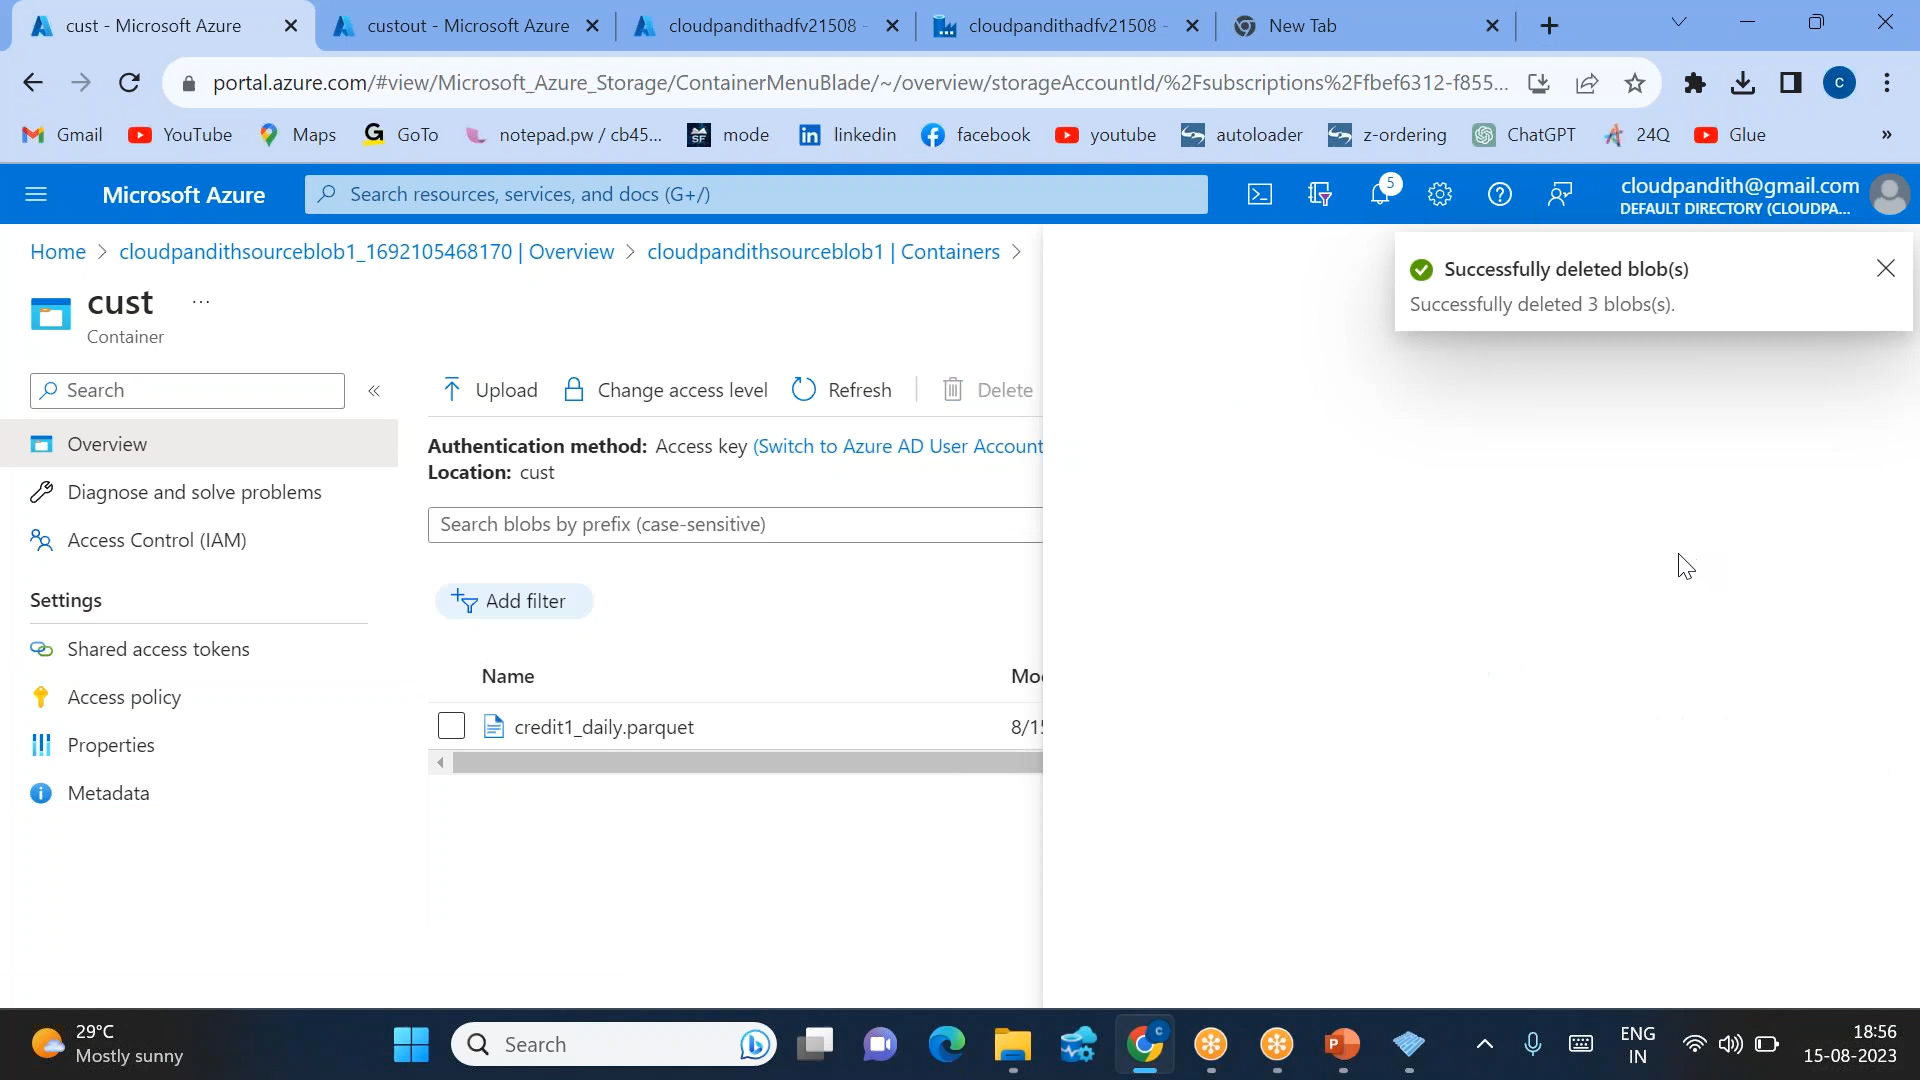 cust - Microsoft Azure
custout - Microsoft Azure
cloudpandithadfv21508 -
cloudpandithadfv21508 -
New Tab
portal.azure.com/#view/Microsoft_Azure_Storage/ContainerMenuBlade/~/overview/storageAccountId/%2Fsubscriptions%2Ffbef6312-f855...
C
Gmail
YouTube
Maps
G GoTo
notepad.pw / cb45...
SF mode
linkedin
facebook
youtube
autoloader
z-ordering
ChatGPT
24Q
Glue
»
Microsoft Azure
Search resources, services, and docs (G+/)
5
cloudpandith@gmail.com
DEFAULT DIRECTORY (CLOUDPA...
Home > cloudpandithsourceblob1_1692105468170 | Overview > cloudpandithsourceblob1 | Containers >
Successfully deleted blob(s)
Successfully deleted 3 blobs(s).
cust ...
Container
Search
«
Upload
Change access level
Refresh
Delete
Authentication method: Access key (Switch to Azure AD User Account
Location: cust
Search blobs by prefix (case-sensitive)
Add filter
Overview
Diagnose and solve problems
Access Control (IAM)
Settings
Shared access tokens
Access policy
Properties
Metadata
Name
Mo
credit1_daily.parquet
8/15
29°C
Mostly sunny
Search
C
P
ENG
IN
18:56
15-08-2023